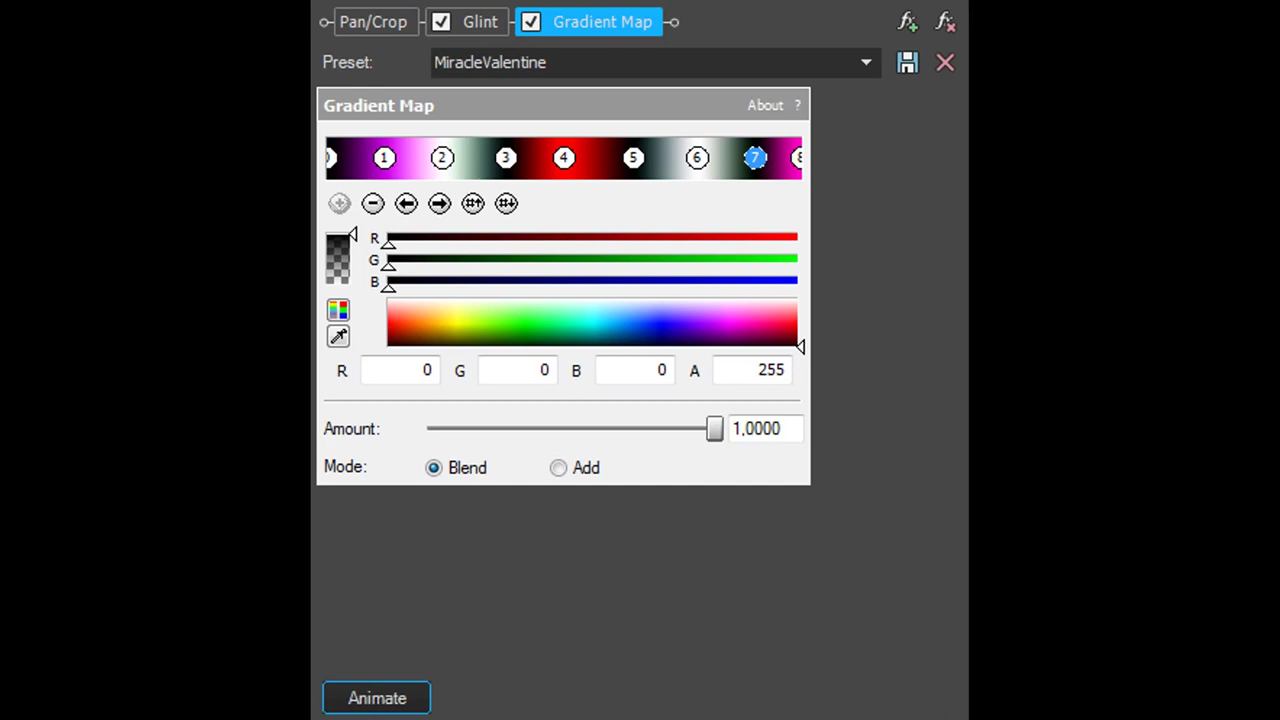 Pan/Crop Glint Gradient Map
Preset: MiracleValentine
Gradient Map About ?
1 2 3 4 5 6 7 8
R
G
B
R 0 G 0 B 0 A 255
Amount: 1,0000
Mode: Blend Add
Animate